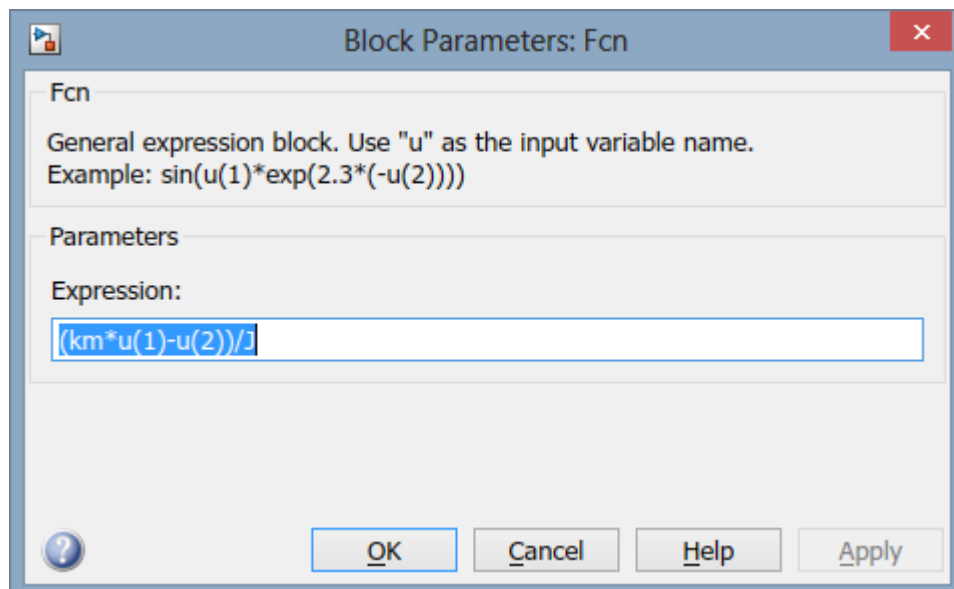 Block Parameters: Fcn
Fcn
General expression block. Use "u" as the input variable name.
Example: sin(u(1)*exp(2.3*(-u(2))))
Parameters
Expression:
(km*u(1)-u(2))/J
OK Cancel Help Apply